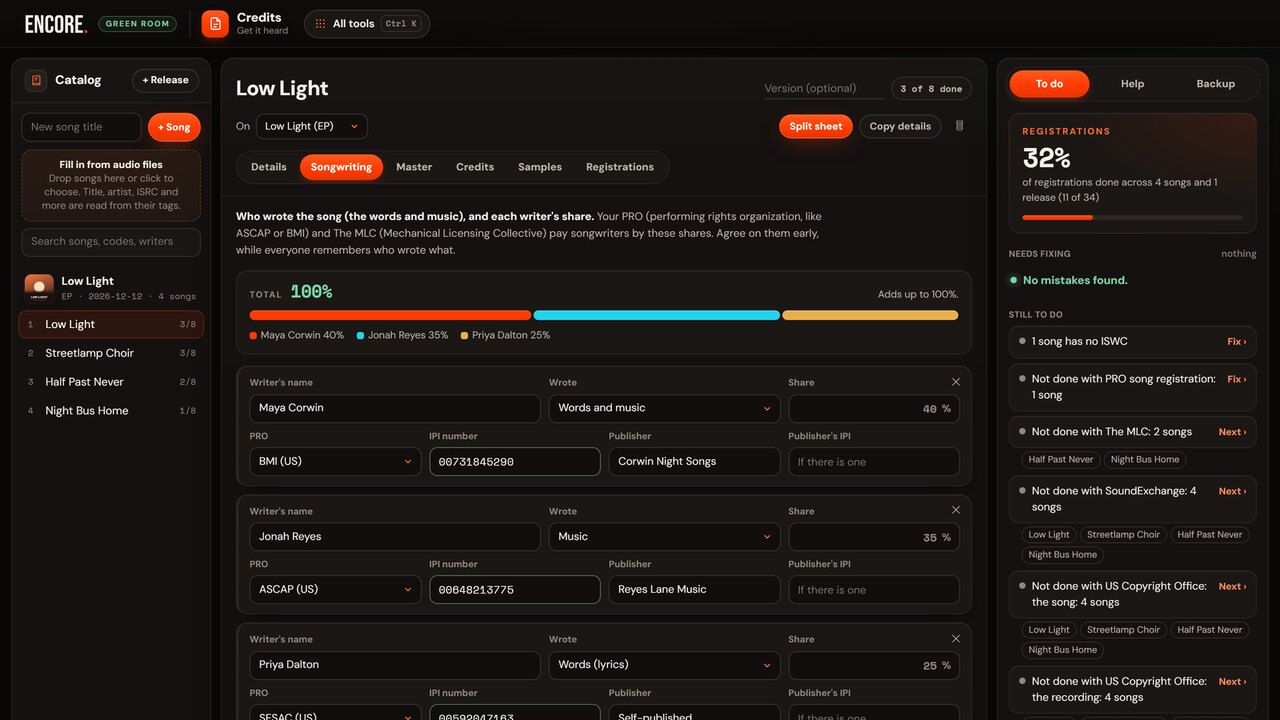 ENCORE.
GREEN ROOM
Credits
Get it heard
All tools
Ctrl K
Catalog
+ Release
New song title
+ Song
Fill in from audio files
Drop songs here or click to
choose. Title, artist, ISRC and
more are read from their tags.
Search songs, codes, writers
LOW LIGHT
Low Light
EP · 2026-12-12 · 4 songs
1 Low Light 3/8
2 Streetlamp Choir 3/8
3 Half Past Never 2/8
4 Night Bus Home 1/8
Low Light
Version (optional)
3 of 8 done
On
Low Light (EP)
Split sheet
Copy details
Details
Songwriting
Master
Credits
Samples
Registrations
Who wrote the song (the words and music), and each writer's share. Your PRO (performing rights organization, like
ASCAP or BMI) and The MLC (Mechanical Licensing Collective) pay songwriters by these shares. Agree on them early,
while everyone remembers who wrote what.
TOTAL 100%
Adds up to 100%.
Maya Corwin 40%
Jonah Reyes 35%
Priya Dalton 25%
Writer's name Wrote Share
Maya Corwin Words and music 40 %
PRO IPI number Publisher Publisher's IPI
BMI (US) 00731845290 Corwin Night Songs If there is one
Writer's name Wrote Share
Jonah Reyes Music 35 %
PRO IPI number Publisher Publisher's IPI
ASCAP (US) 00648213775 Reyes Lane Music If there is one
Writer's name Wrote Share
Priya Dalton Words (lyrics) 25 %
PRO IPI number Publisher Publisher's IPI
SESAC (US) 00592047163 Self-published If there is one
To do
Help
Backup
REGISTRATIONS
32%
of registrations done across 4 songs and 1
release (11 of 34)
NEEDS FIXING nothing
No mistakes found.
STILL TO DO
1 song has no ISWC Fix ›
Not done with PRO song registration: Fix ›
1 song
Not done with The MLC: 2 songs Next ›
Half Past Never
Night Bus Home
Not done with SoundExchange: 4 Next ›
songs
Low Light
Streetlamp Choir
Half Past Never
Night Bus Home
Not done with US Copyright Office: Next ›
the song: 4 songs
Low Light
Streetlamp Choir
Half Past Never
Night Bus Home
Not done with US Copyright Office: Next ›
the recording: 4 songs